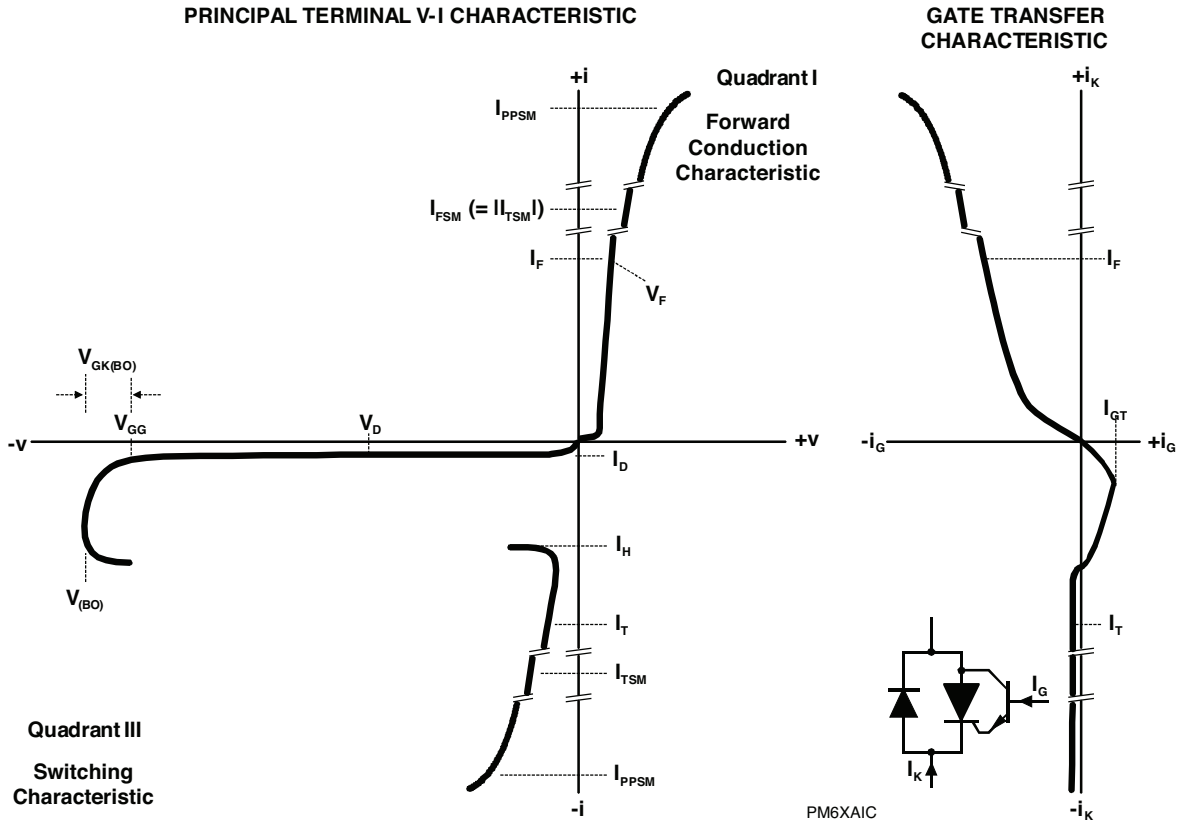 PRINCIPAL TERMINAL V-I CHARACTERISTIC
GATE TRANSFER
CHARACTERISTIC
+i
Quadrant I
Forward
Conduction
Characteristic
IPPSM
IFSM (= |ITSM|)
IF
VF
VGK(BO)
VGG
VD
-v
+v
ID
IH
V(BO)
IT
ITSM
IPPSM
Quadrant III
Switching
Characteristic
-i
+iK
IF
IGT
-iG
+iG
IT
IG
IK
-iK
PM6XAIC